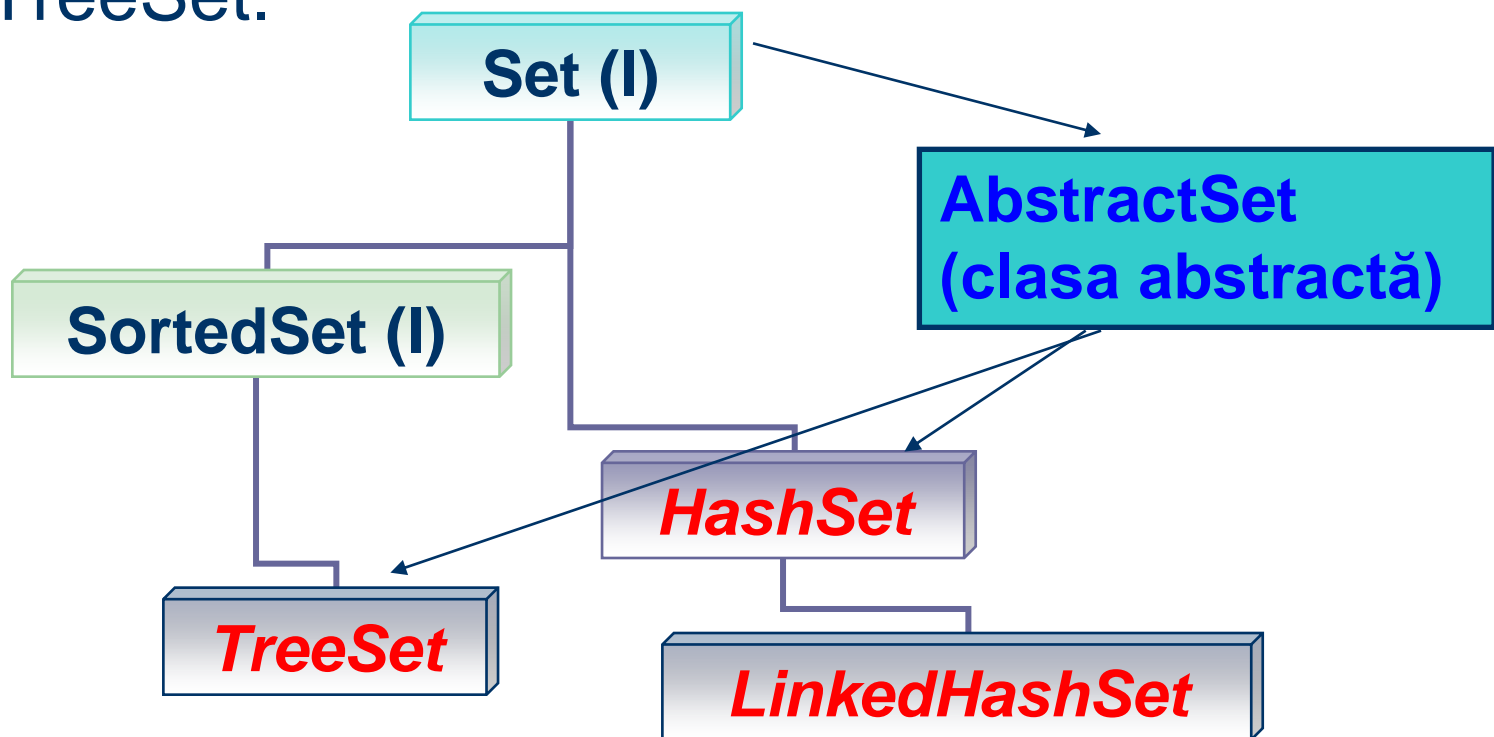 TreeSet.
Set (I)
AbstractSet
(clasa abstractă)
SortedSet (I)
HashSet
TreeSet
LinkedHashSet